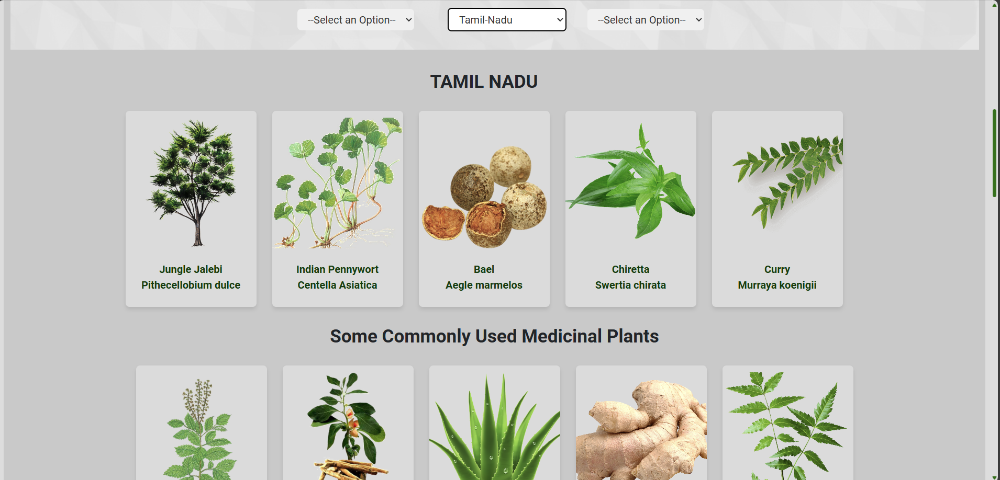 --Select an Option--
Tamil-Nadu
--Select an Option--
TAMIL NADU
Jungle Jalebi
Pithecellobium dulce
Indian Pennywort
Centella Asiatica
Bael
Aegle marmelos
Chiretta
Swertia chirata
Curry
Murraya koenigii
Some Commonly Used Medicinal Plants